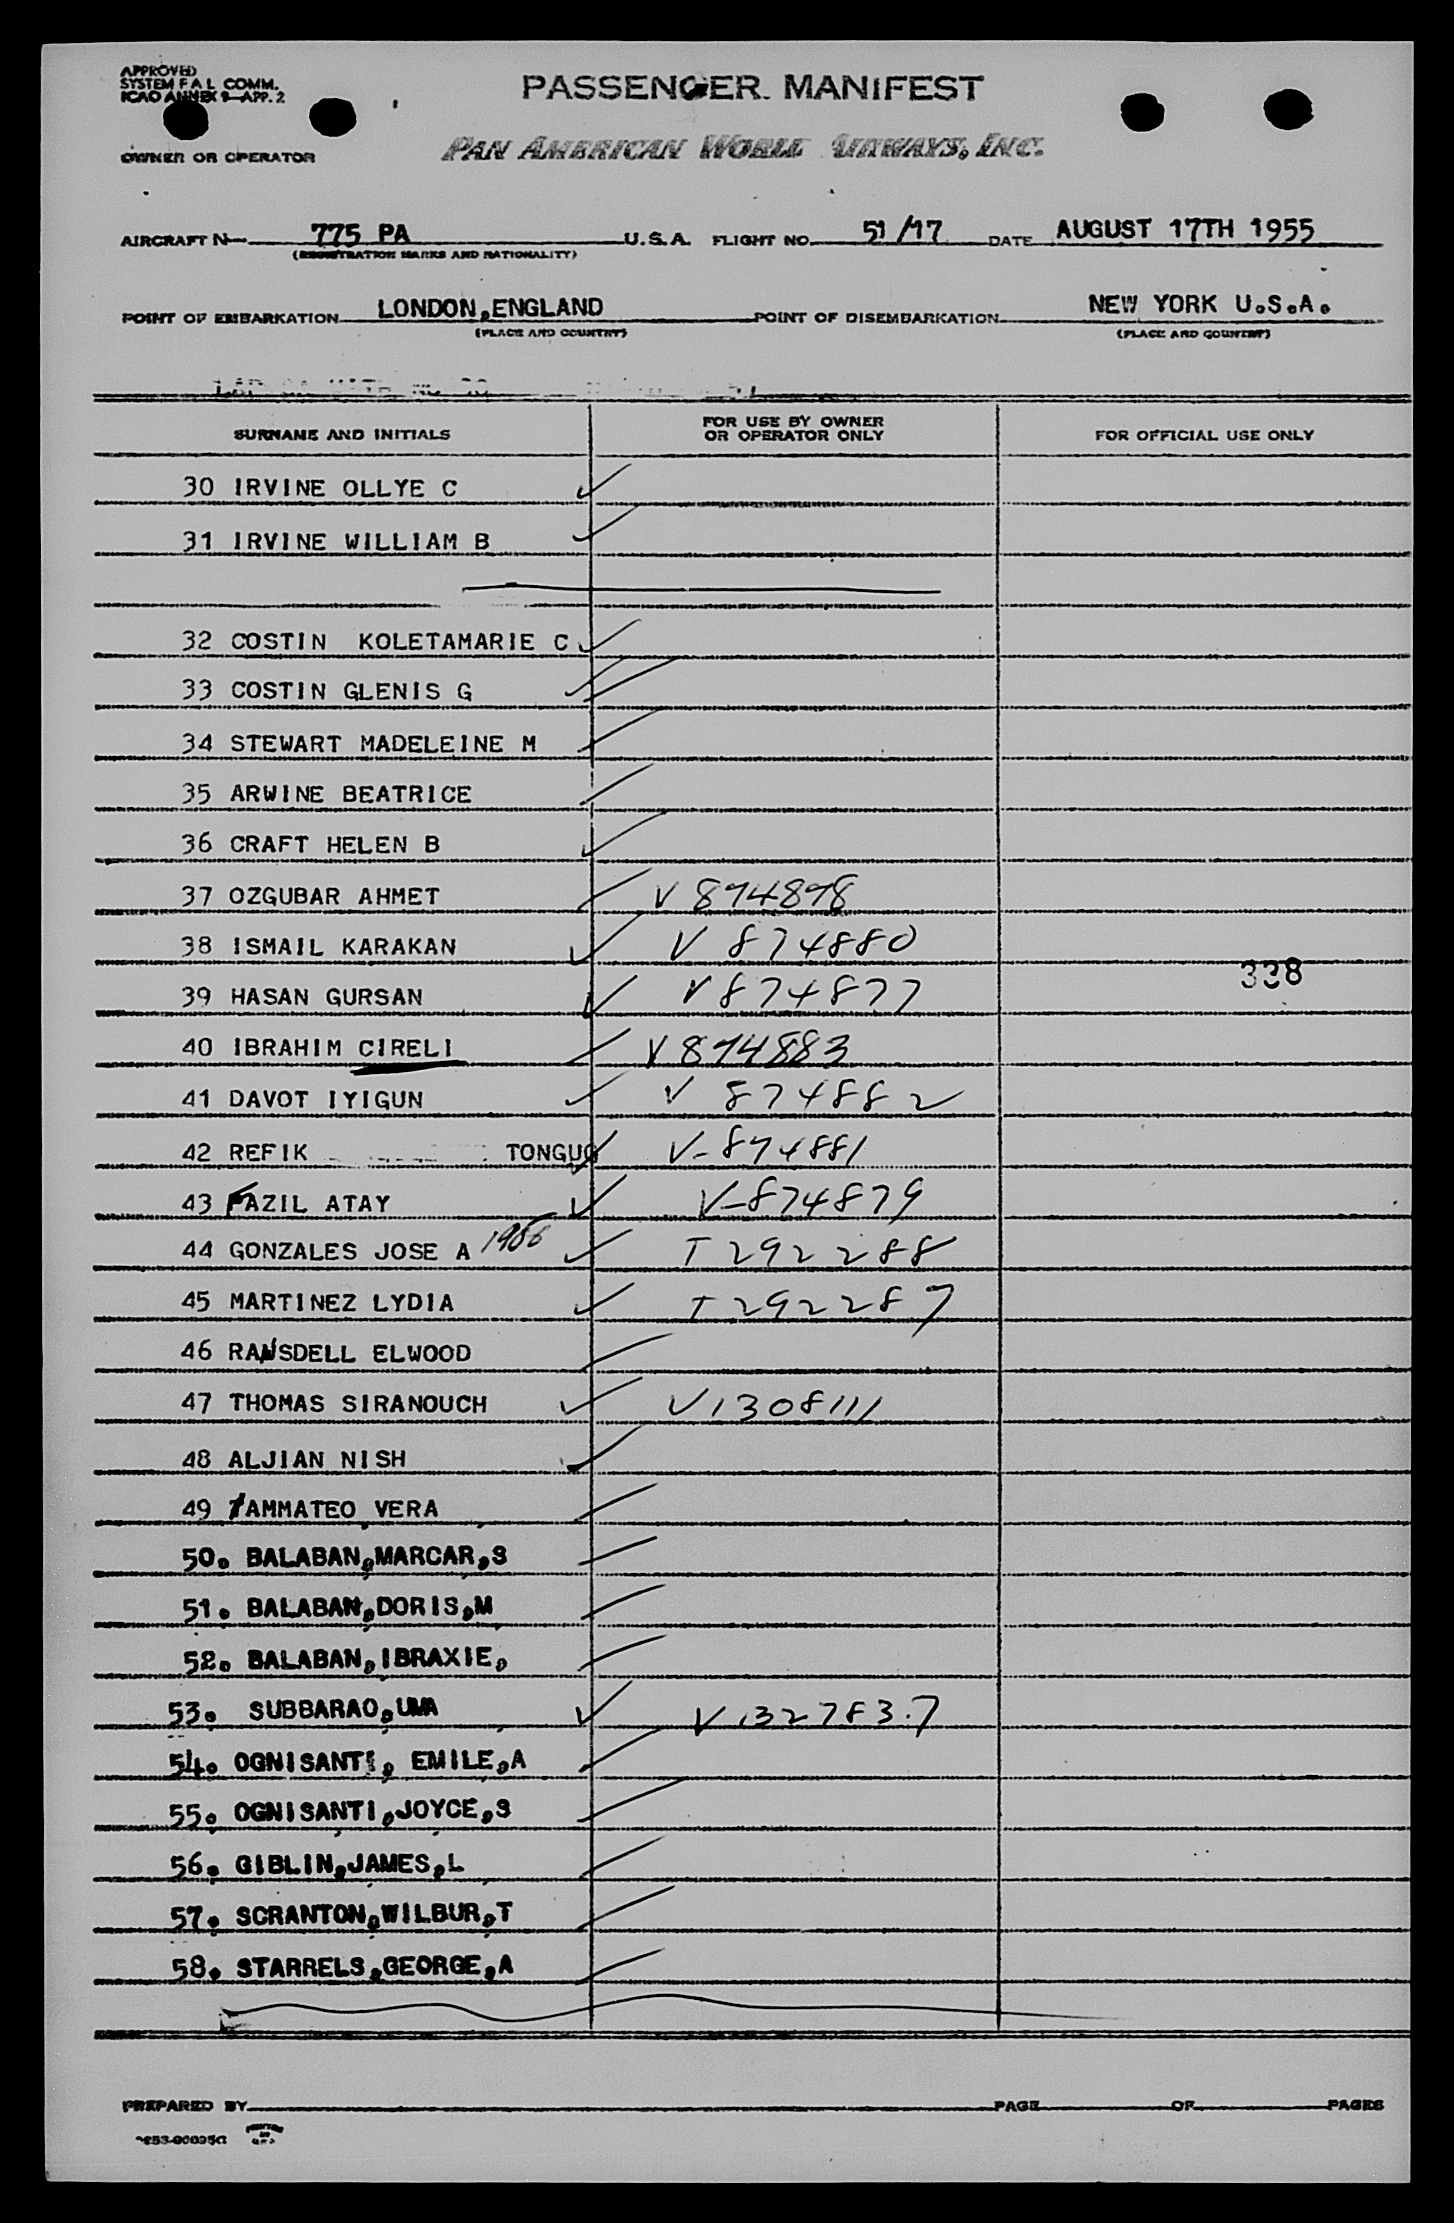 APPROVED
SYSTEM F A L COMM.
ICAO ANNEX 9—APP. 2
PASSENGER MANIFEST
OWNER OR OPERATOR
PAN AMERICAN WORLD AIRWAYS, INC.
AIRCRAFT N— 775 PA U.S.A. FLIGHT NO. 51/17 DATE AUGUST 17TH 1955
(REGISTRATION MARKS AND NATIONALITY)
POINT OF EMBARKATION LONDON,ENGLAND POINT OF DISEMBARKATION NEW YORK U.S.A.
(PLACE AND COUNTRY) (PLACE AND COUNTRY)
SURNAME AND INITIALS FOR USE BY OWNER OR OPERATOR ONLY FOR OFFICIAL USE ONLY
30 IRVINE OLLYE C
31 IRVINE WILLIAM B
32 COSTIN KOLETAMARIE C
33 COSTIN GLENIS G
34 STEWART MADELEINE M
35 ARWINE BEATRICE
36 CRAFT HELEN B
37 OZGUBAR AHMET V 874878
38 ISMAIL KARAKAN V 874880
338
39 HASAN GURSAN V 874877
40 IBRAHIM CIRELI V 874883
41 DAVOT IYIGUN V 874882
42 REFIK TONGUC V-874881
43 FAZIL ATAY V-874879
44 GONZALES JOSE A 1906 T 292288
45 MARTINEZ LYDIA T 292287
46 RANSDELL ELWOOD
47 THOMAS SIRANOUCH V1308111
48 ALJIAN NISH
49 IAMMATEO VERA
50. BALABAN,MARCAR,S
51. BALABAN,DORIS,M
52. BALABAN,IBRAXIE,
53. SUBBARAO,UMA V 132783.7
54. OGNISANTI, EMILE,A
55. OGNISANTI,JOYCE,S
56. GIBLIN,JAMES,L
57. SCRANTON,WILBUR,T
58. STARRELS,GEORGE,A
PREPARED BY PAGE OF PAGES